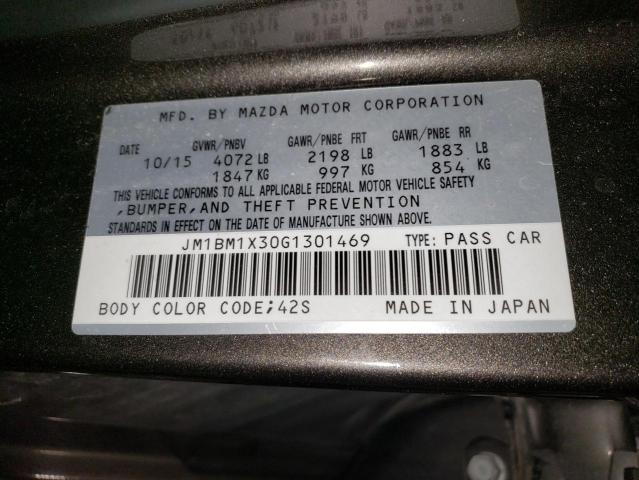 MFD. BY MAZDA MOTOR CORPORATION
DATE GVWR/PNBV GAWR/PNBE FRT GAWR/PNBE RR
10/15 4072 LB 2198 LB 1883 LB
1847 KG 997 KG 854 KG
THIS VEHICLE CONFORMS TO ALL APPLICABLE FEDERAL MOTOR VEHICLE SAFETY
,BUMPER,AND THEFT PREVENTION
STANDARDS IN EFFECT ON THE DATE OF MANUFACTURE SHOWN ABOVE.
JM1BM1X30G1301469 TYPE: PASS CAR
BODY COLOR CODE;42S MADE IN JAPAN